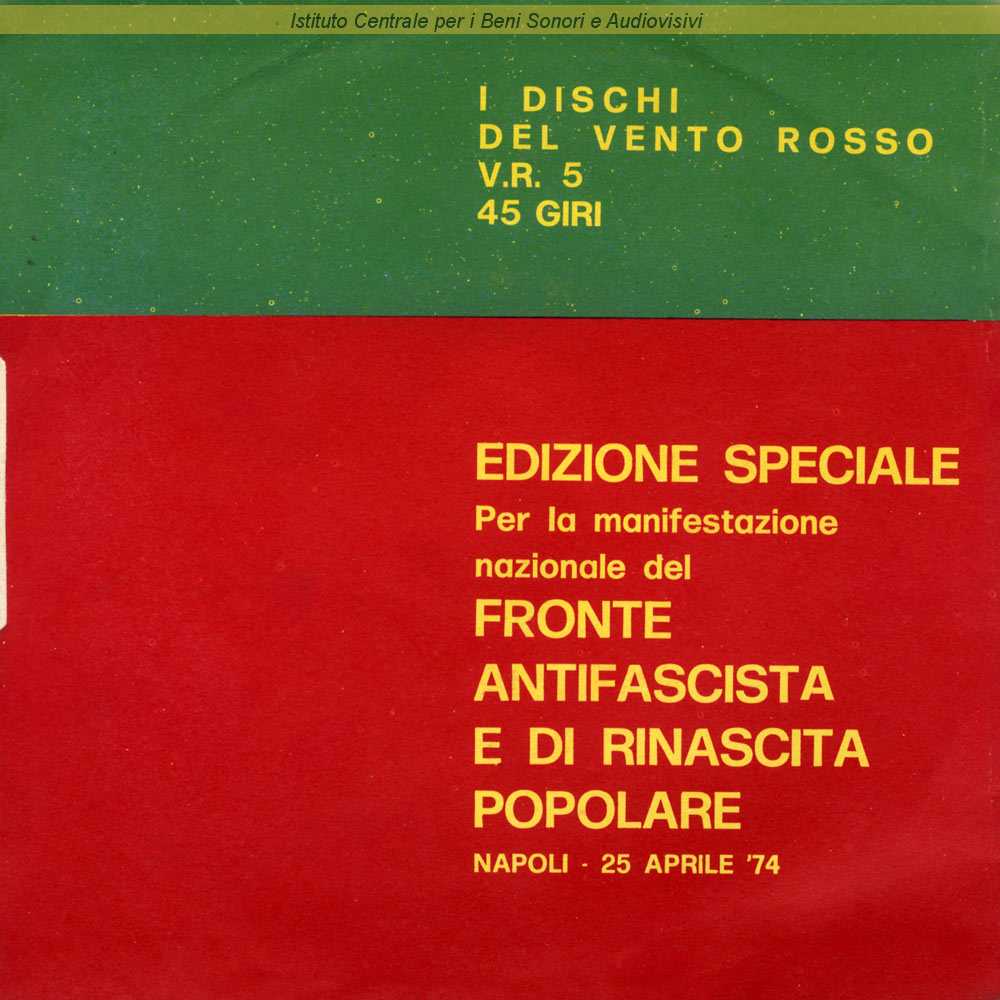 Istituto Centrale per i Beni Sonori e Audiovisivi
I DISCHI
DEL VENTO ROSSO
V.R. 5
45 GIRI
EDIZIONE SPECIALE
Per la manifestazione
nazionale del
FRONTE
ANTIFASCISTA
E DI RINASCITA
POPOLARE
NAPOLI - 25 APRILE '74